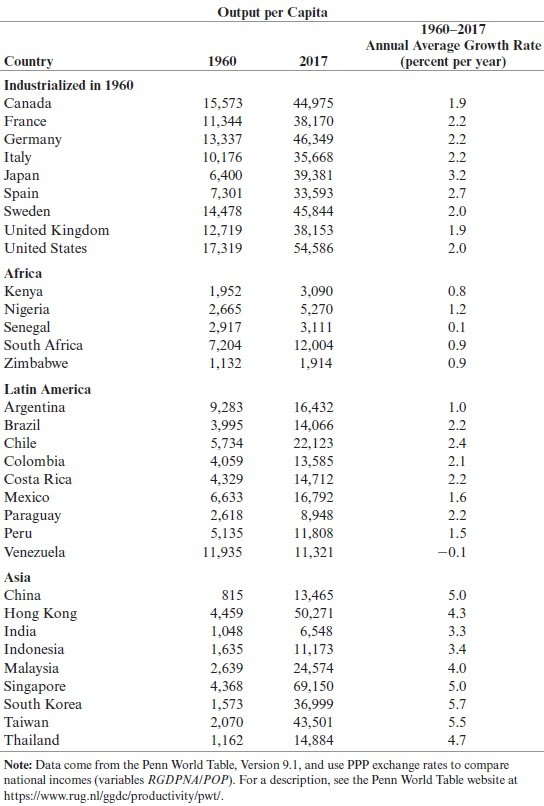 Output per Capita
1960–2017
Annual Average Growth Rate
Country 1960 2017 (percent per year)
Industrialized in 1960
Canada 15,573 44,975 1.9
France 11,344 38,170 2.2
Germany 13,337 46,349 2.2
Italy 10,176 35,668 2.2
Japan 6,400 39,381 3.2
Spain 7,301 33,593 2.7
Sweden 14,478 45,844 2.0
United Kingdom 12,719 38,153 1.9
United States 17,319 54,586 2.0
Africa
Kenya 1,952 3,090 0.8
Nigeria 2,665 5,270 1.2
Senegal 2,917 3,111 0.1
South Africa 7,204 12,004 0.9
Zimbabwe 1,132 1,914 0.9
Latin America
Argentina 9,283 16,432 1.0
Brazil 3,995 14,066 2.2
Chile 5,734 22,123 2.4
Colombia 4,059 13,585 2.1
Costa Rica 4,329 14,712 2.2
Mexico 6,633 16,792 1.6
Paraguay 2,618 8,948 2.2
Peru 5,135 11,808 1.5
Venezuela 11,935 11,321 −0.1
Asia
China 815 13,465 5.0
Hong Kong 4,459 50,271 4.3
India 1,048 6,548 3.3
Indonesia 1,635 11,173 3.4
Malaysia 2,639 24,574 4.0
Singapore 4,368 69,150 5.0
South Korea 1,573 36,999 5.7
Taiwan 2,070 43,501 5.5
Thailand 1,162 14,884 4.7
Note: Data come from the Penn World Table, Version 9.1, and use PPP exchange rates to compare
national incomes (variables RGDPNA/POP). For a description, see the Penn World Table website at
https://www.rug.nl/ggdc/productivity/pwt/.